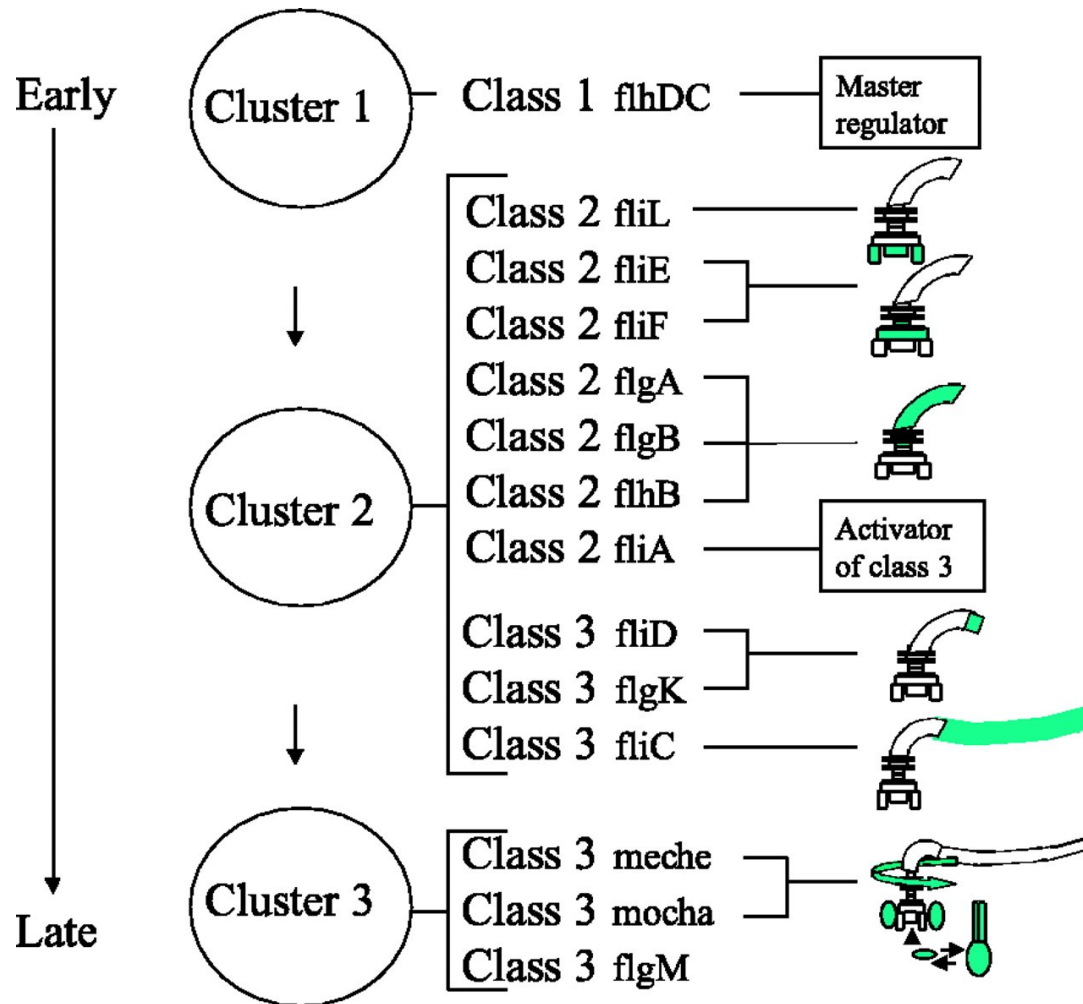 Early
Cluster 1
Class 1 flhDC
Master
regulator
Class 2 fliL
Class 2 fliE
Class 2 fliF
Class 2 flgA
Class 2 flgB
Cluster 2
Class 2 flhB
Class 2 fliA
Activator
of class 3
Class 3 fliD
Class 3 flgK
Class 3 fliC
Class 3 meche
Cluster 3
Class 3 mocha
Late
Class 3 flgM